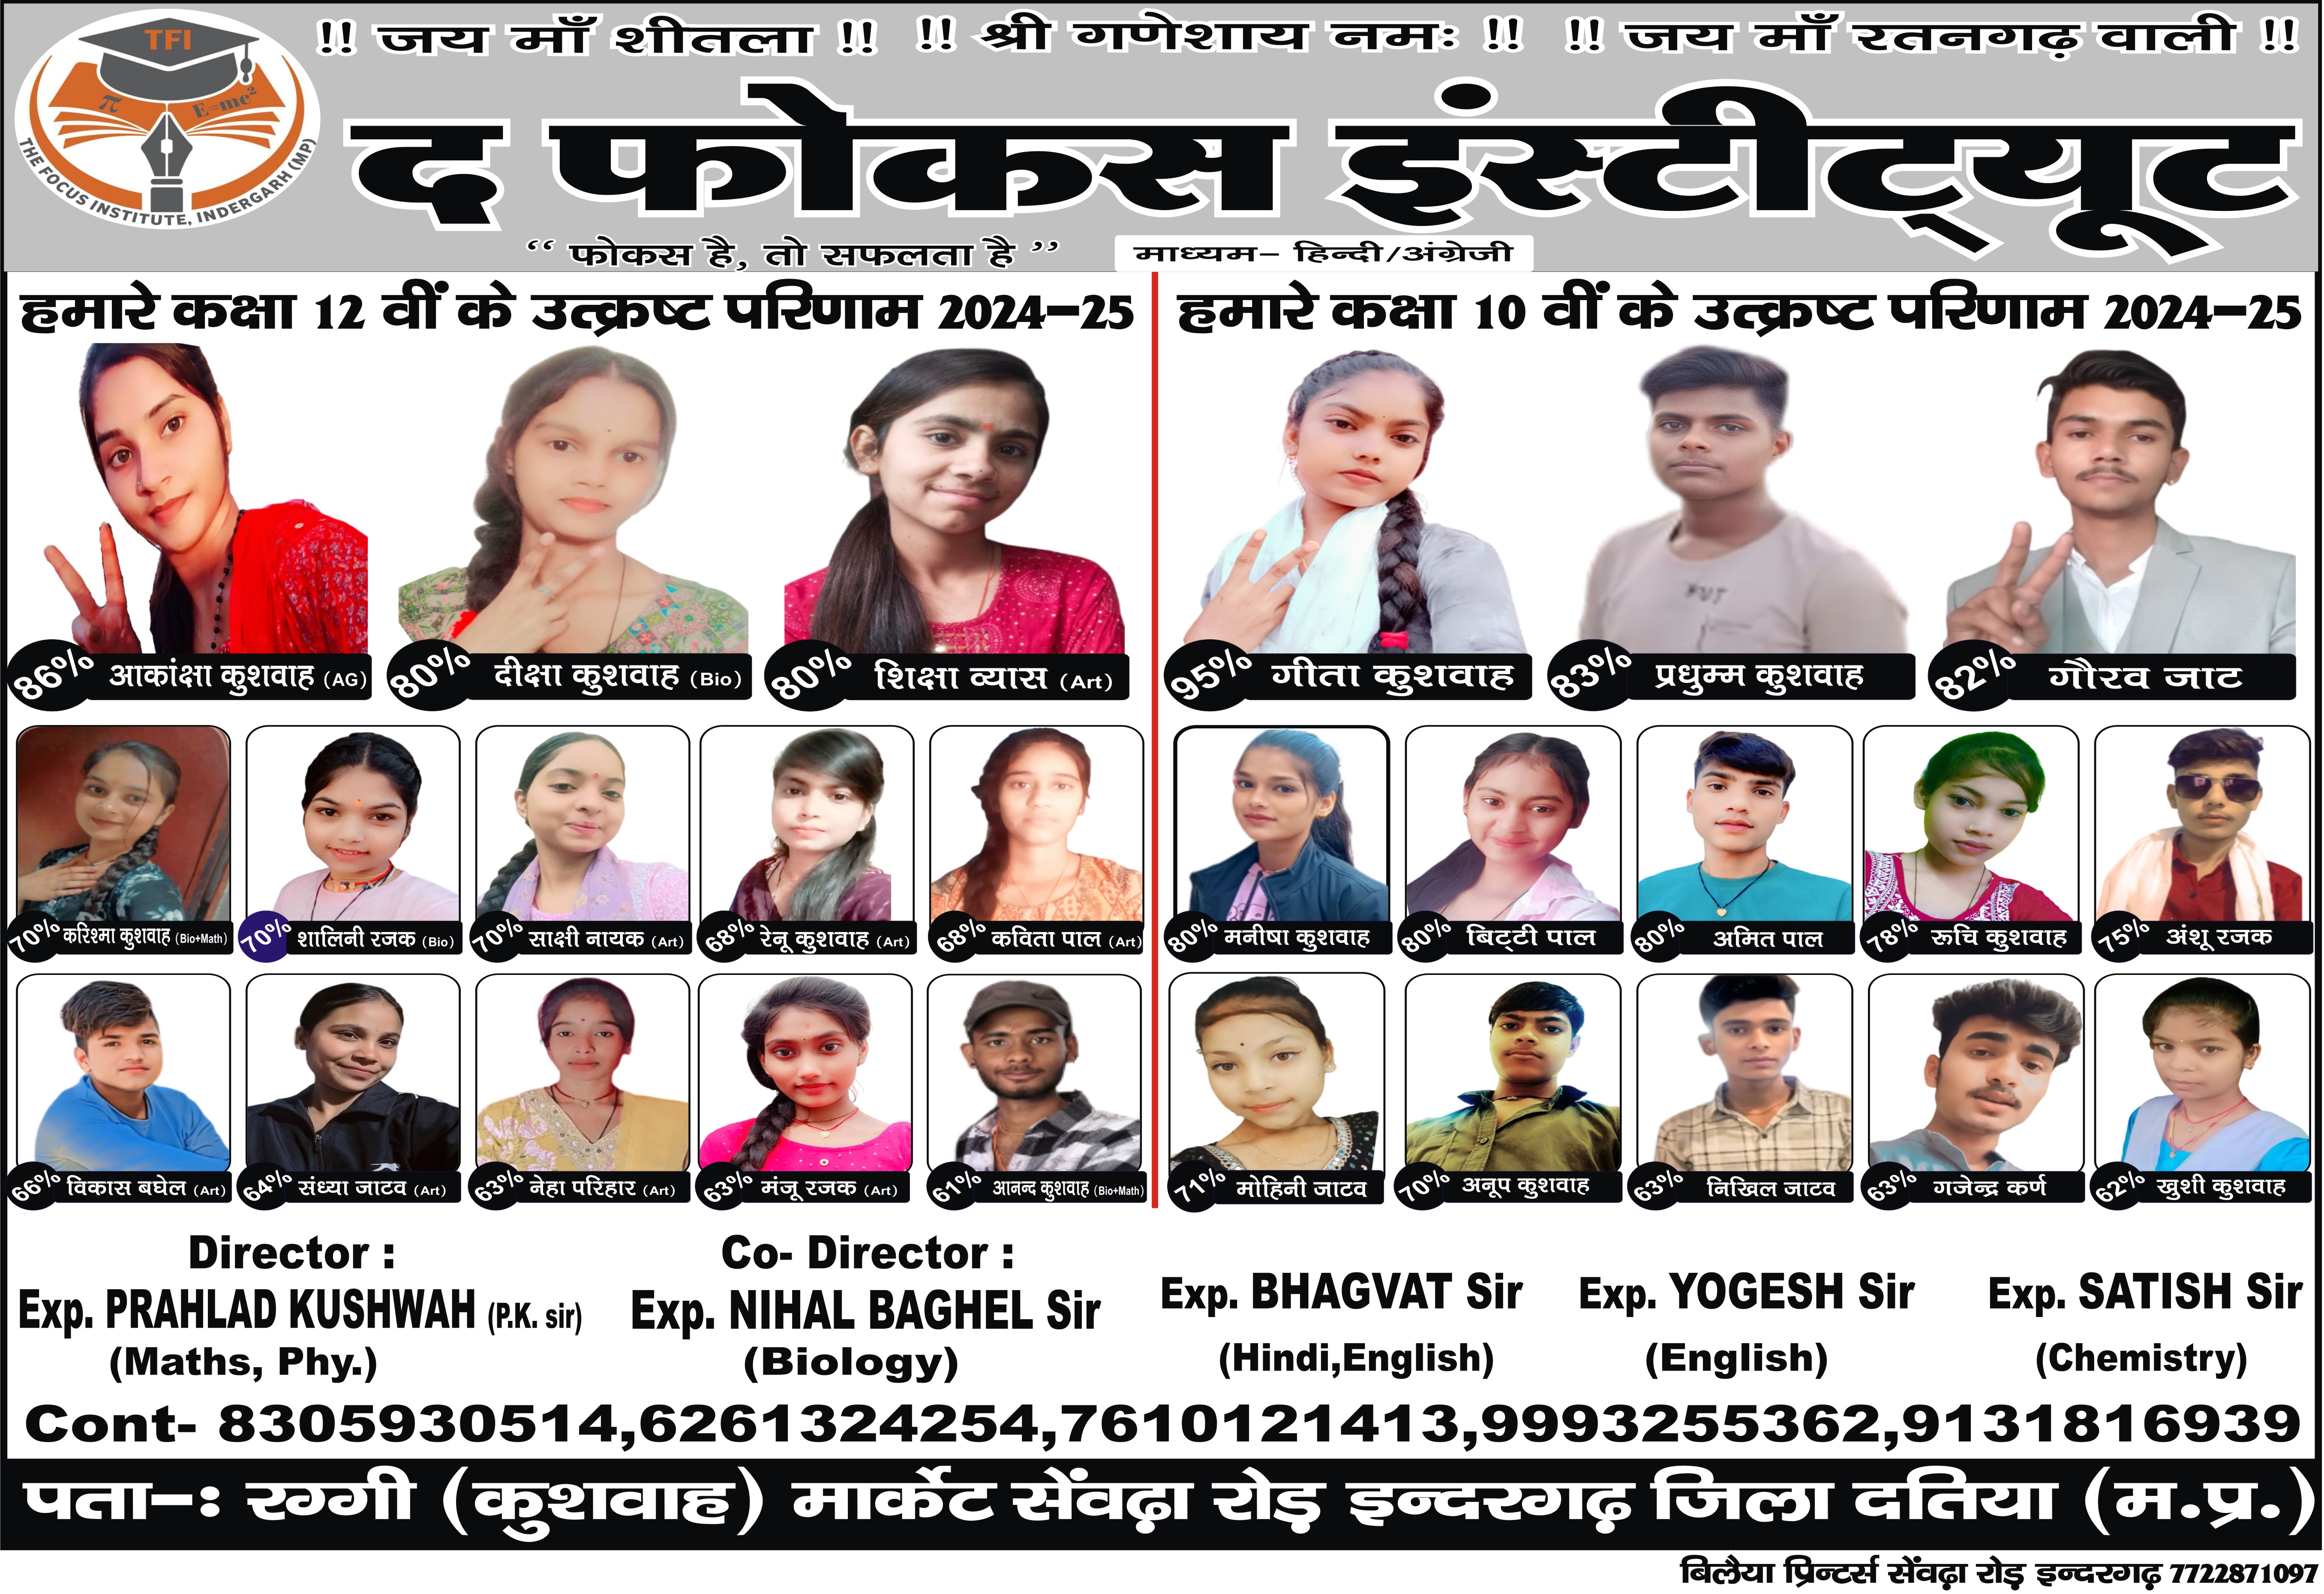 !! जय माँ शीतला !! !! श्री गणेशाय नमः !! !! जय माँ रतनगढ़ वाली !!
TFI
π E=mc²
THE FOCUS INSTITUTE, INDERGARH (MP)
द फोकस इंस्टीट्यूट
“ फोकस है, तो सफलता है ” माध्यम– हिन्दी/अंग्रेजी
हमारे कक्षा 12 वीं के उत्क्रष्ट परिणाम 2024–25
86% आकांक्षा कुशवाह (AG) 80% दीक्षा कुशवाह (Bio) 80% शिक्षा व्यास (Art)
70% करिश्मा कुशवाह (Bio+Math) 70% शालिनी रजक (Bio) 70% साक्षी नायक (Art) 68% रेनू कुशवाह (Art) 68% कविता पाल (Art)
66% विकास बघेल (Art) 64% संध्या जाटव (Art) 63% नेहा परिहार (Art) 63% मंजू रजक (Art) 61% आनन्द कुशवाह (Bio+Math)
हमारे कक्षा 10 वीं के उत्क्रष्ट परिणाम 2024–25
95% गीता कुशवाह 83% प्रधुम्म कुशवाह 82% गौरव जाट
80% मनीषा कुशवाह 80% बिट्टी पाल 80% अमित पाल 78% रूचि कुशवाह 75% अंशू रजक
71% मोहिनी जाटव 70% अनूप कुशवाह 63% निखिल जाटव 63% गजेन्द्र कर्ण 62% खुशी कुशवाह
Director : Co- Director :
Exp. PRAHLAD KUSHWAH (P.K. sir) Exp. NIHAL BAGHEL Sir Exp. BHAGVAT Sir Exp. YOGESH Sir Exp. SATISH Sir
(Maths, Phy.) (Biology) (Hindi,English) (English) (Chemistry)
Cont- 8305930514,6261324254,7610121413,9993255362,9131816939
पता–: रग्गी (कुशवाह) मार्केट सेंवढ़ा रोड़ इन्दरगढ़ जिला दतिया (म.प्र.)
बिलैया प्रिन्टर्स सेंवढ़ा रोड़ इन्दरगढ़ 7722871097